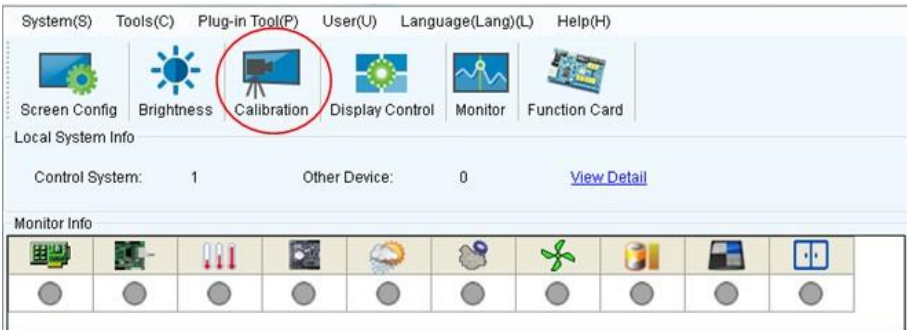 System(S) Tools(C) Plug-in Tool(P) User(U) Language(Lang)(L) Help(H)
Screen Config Brightness Calibration Display Control Monitor Function Card
Local System Info
Control System: 1 Other Device: 0 View Detail
Monitor Info